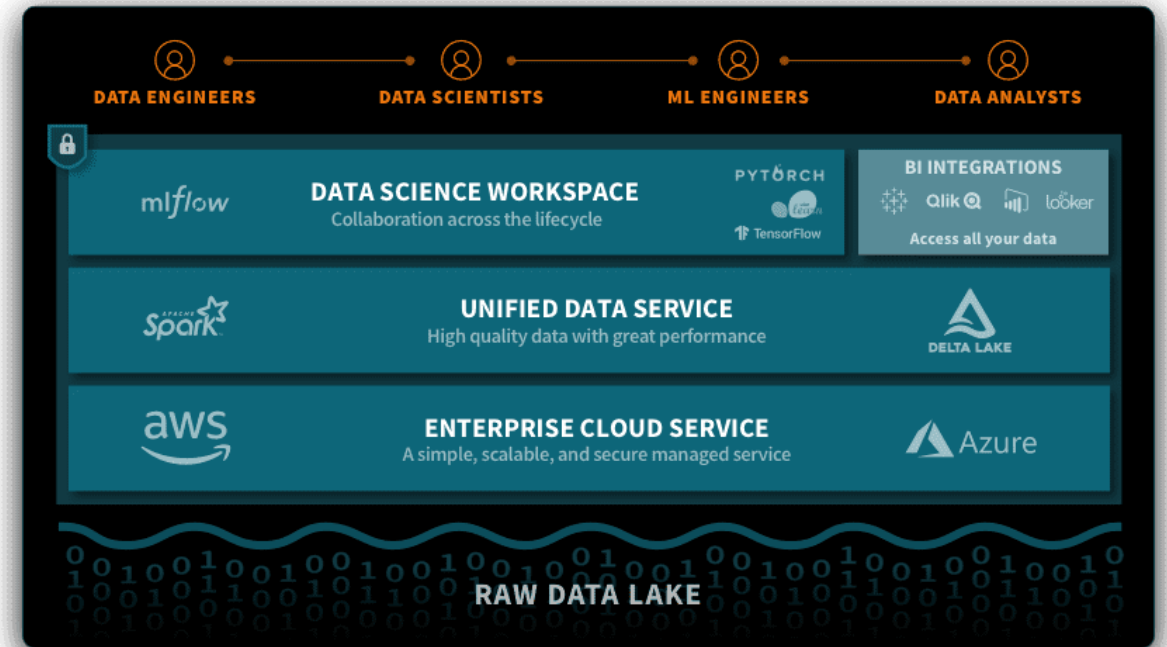 DATA ENGINEERS
DATA SCIENTISTS
ML ENGINEERS
DATA ANALYSTS
mlflow
DATA SCIENCE WORKSPACE
Collaboration across the lifecycle
PYTORCH
learn
TensorFlow
BI INTEGRATIONS
Qlik
looker
Access all your data
APACHE
Spark
UNIFIED DATA SERVICE
High quality data with great performance
DELTA LAKE
aws
ENTERPRISE CLOUD SERVICE
A simple, scalable, and secure managed service
Azure
RAW DATA LAKE